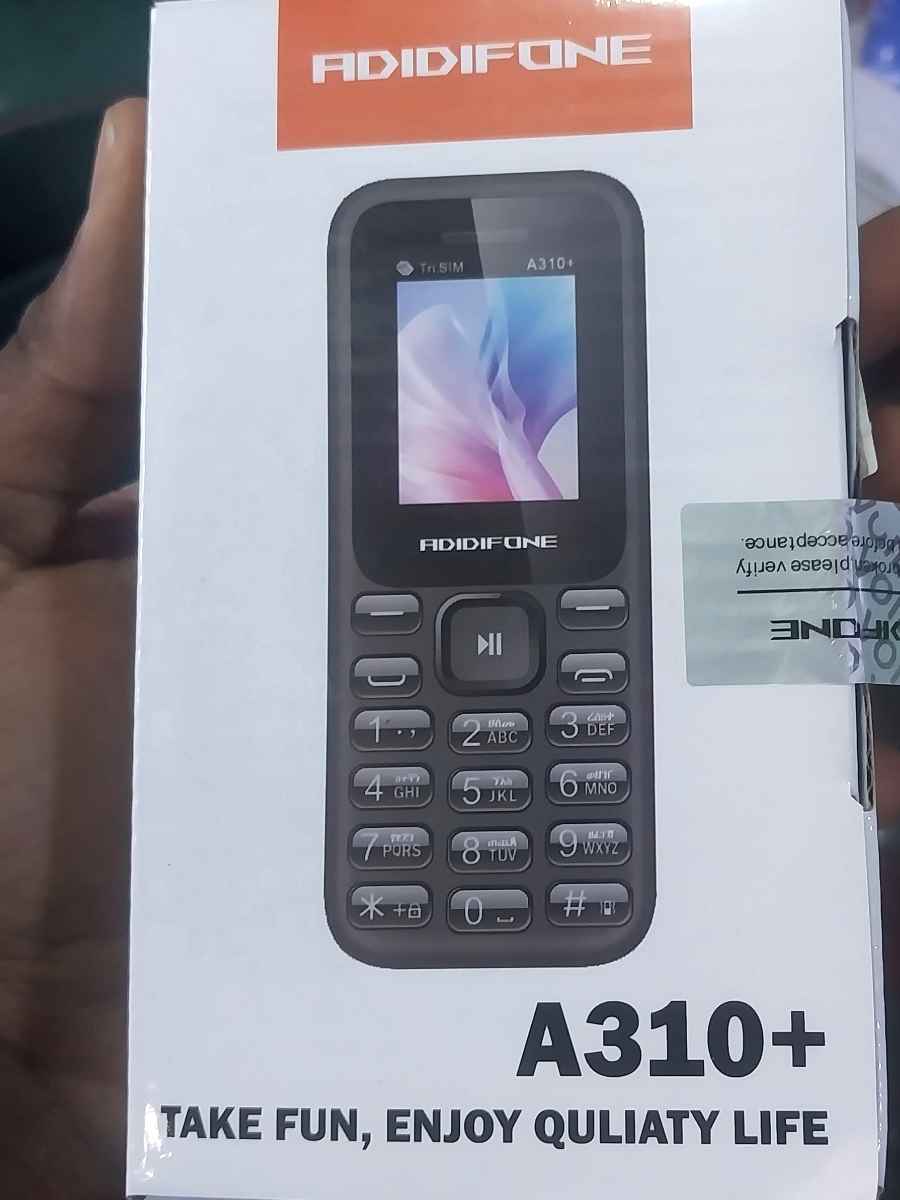 ADIDIFONE
Tri.SIM A310+
ADIDIFONE
before acceptance.
please verify
1 . , 2 ABC 3 DEF
4 GHI 5 JKL 6 MNO
7 PQRS 8 TUV 9 WXYZ
* + 0 #
A310+
TAKE FUN, ENJOY QULIATY LIFE